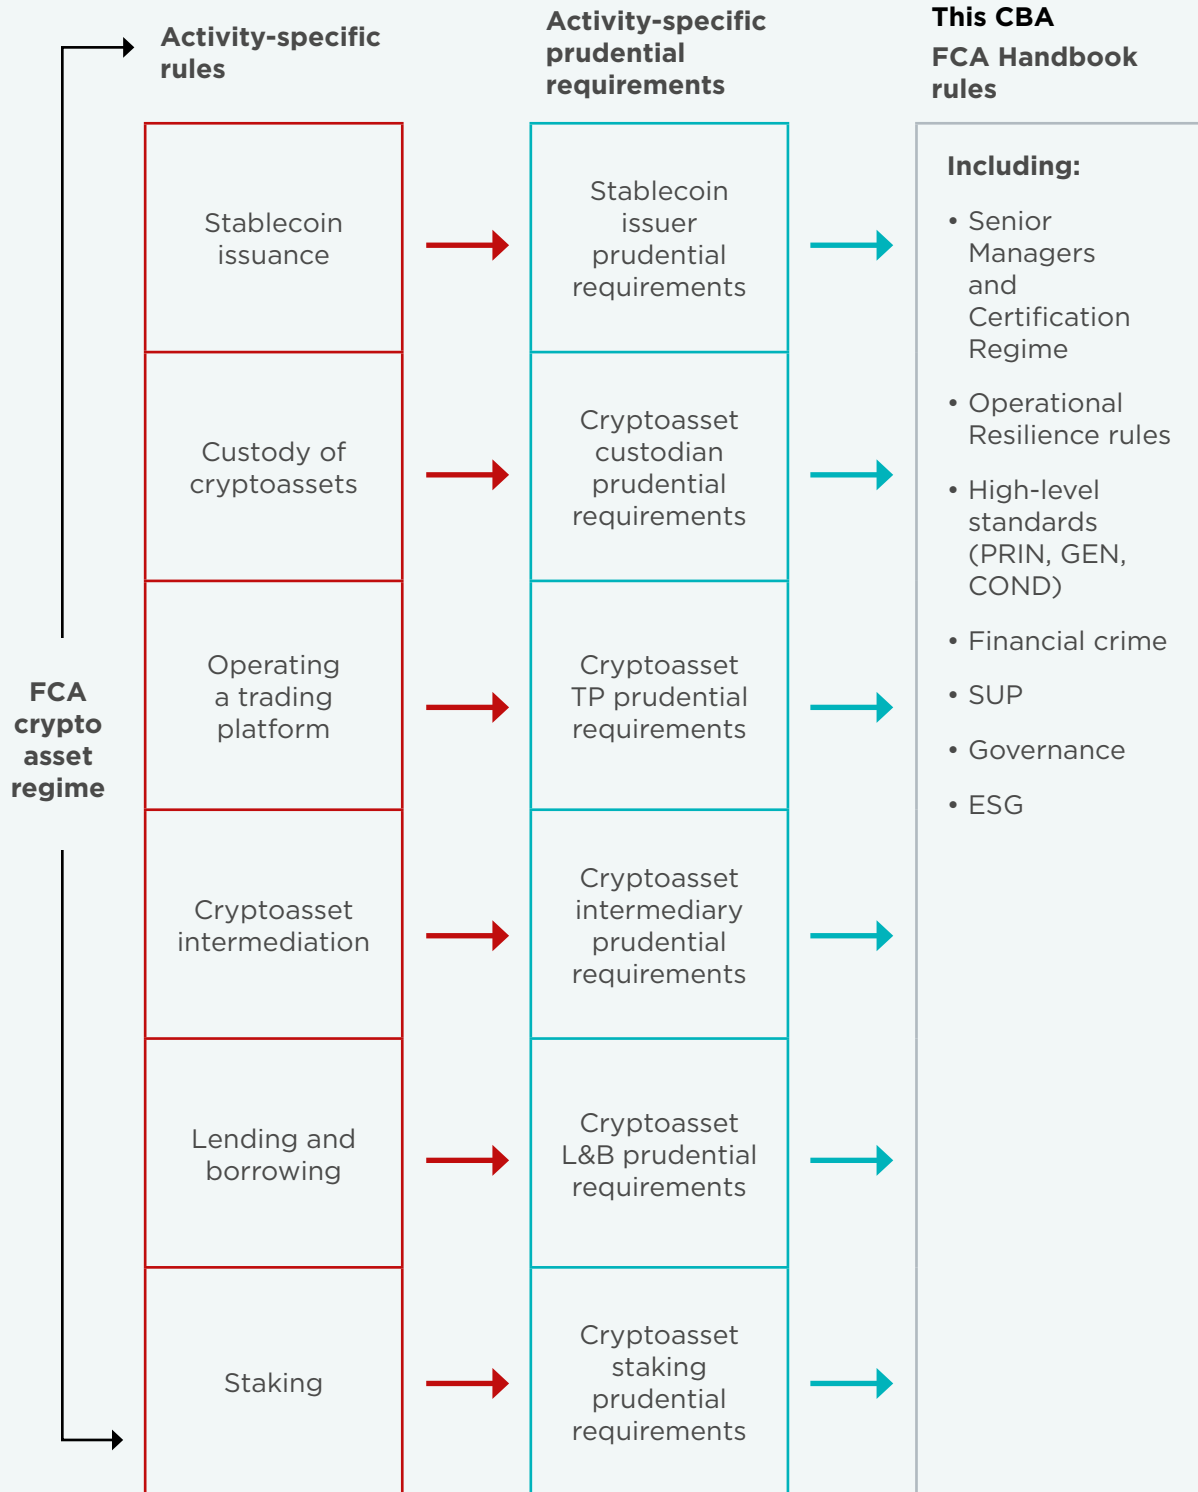 Activity-specific
rules
Activity-specific
prudential
requirements
This CBA
FCA Handbook
rules
FCA
crypto
asset
regime
Stablecoin
issuance
Stablecoin
issuer
prudential
requirements
Custody of
cryptoassets
Cryptoasset
custodian
prudential
requirements
Operating
a trading
platform
Cryptoasset
TP prudential
requirements
Cryptoasset
intermediation
Cryptoasset
intermediary
prudential
requirements
Lending and
borrowing
Cryptoasset
L&B prudential
requirements
Staking
Cryptoasset
staking
prudential
requirements
Including:
• Senior
Managers
and
Certification
Regime
• Operational
Resilience rules
• High-level
standards
(PRIN, GEN,
COND)
• Financial crime
• SUP
• Governance
• ESG